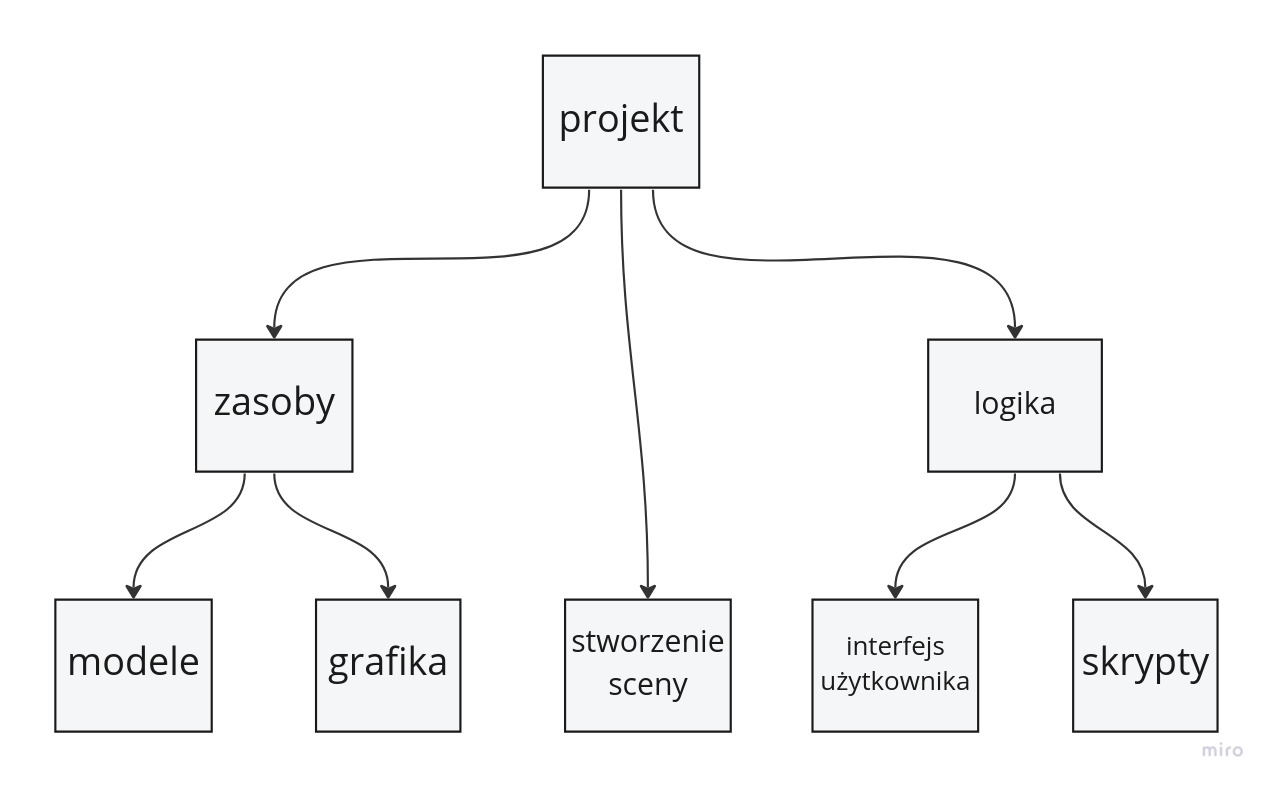 projekt
zasoby
logika
modele
grafika
stworzenie
sceny
interfejs
użytkownika
skrypty
miro